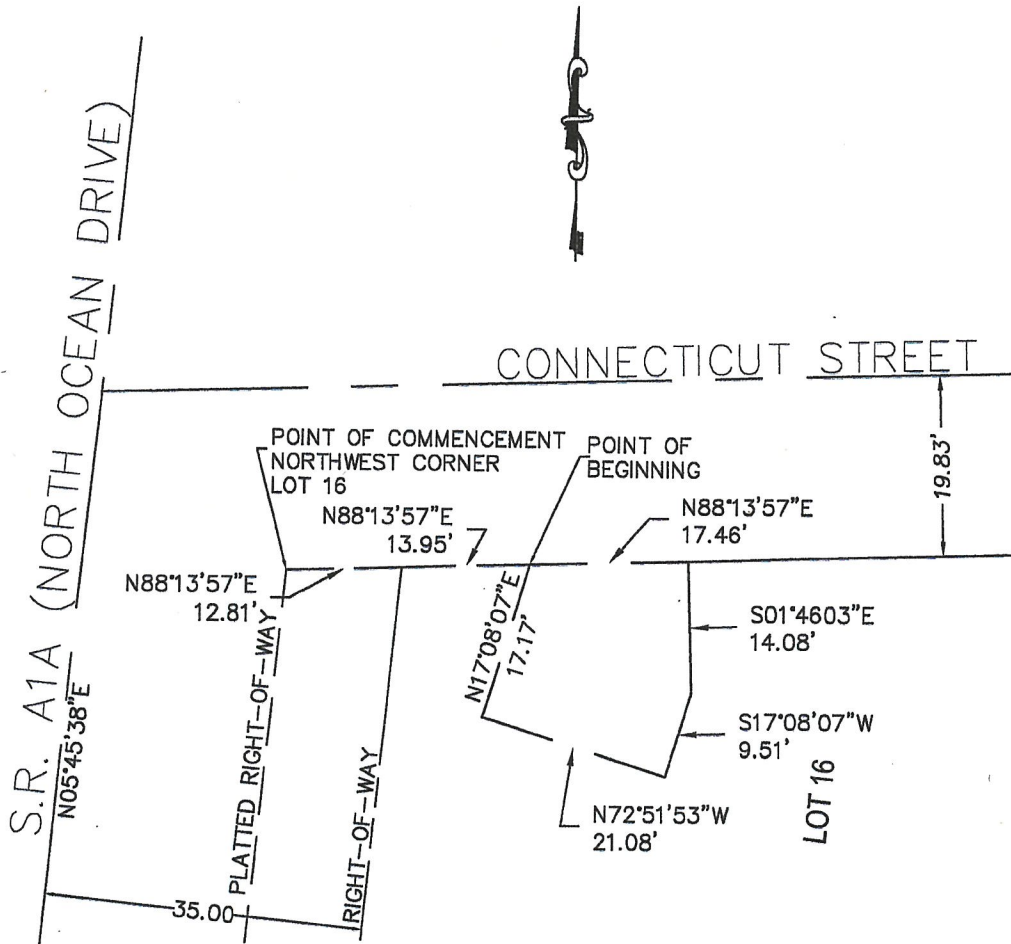 S.R. A1A (NORTH OCEAN DRIVE)
N05°45'38"E
CONNECTICUT STREET
19.83'
POINT OF COMMENCEMENT
NORTHWEST CORNER
LOT 16
POINT OF
BEGINNING
N88°13'57"E
13.95'
N88°13'57"E
17.46'
N88°13'57"E
12.81'
N17°08'07"E
17.17'
S01°4603"E
14.08'
S17°08'07"W
9.51'
LOT 16
N72°51'53"W
21.08'
PLATTED RIGHT-OF-WAY
RIGHT-OF-WAY
35.00